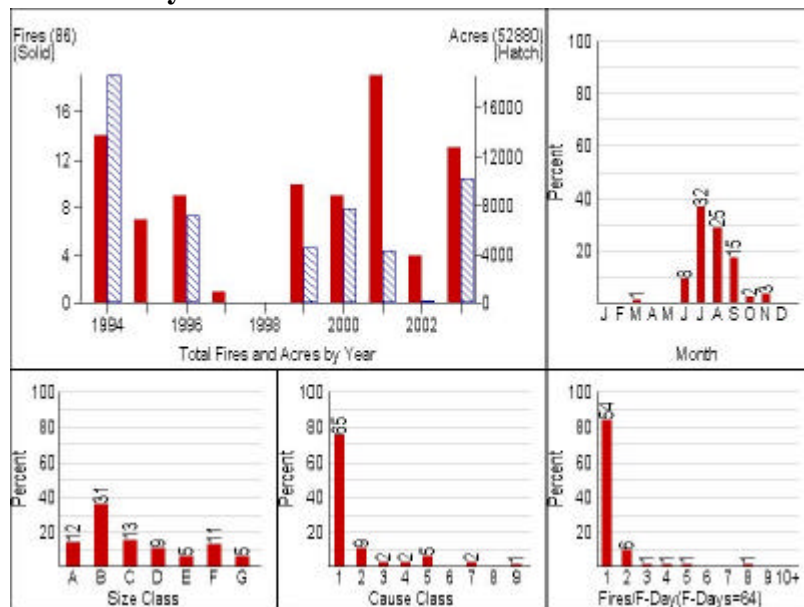 Fires (86)
[Solid]
Acres (52880)
[Hatch]
16
12
8
4
0
16000
12000
8000
4000
0
1994 1996 1998 2000 2002
Total Fires and Acres by Year
100
80
60
40
20
Percent
1 8 32 25 15 2 3
J F M A M J J A S O N D
Month
100
80
60
40
20
Percent
12 31 13 9 5 11 5
A B C D E F G
Size Class
100
80
60
40
20
Percent
65 9 2 2 5 2 1
1 2 3 4 5 6 7 8 9
Cause Class
100
80
60
40
20
Percent
54 6 1 1 1 1
1 2 3 4 5 6 7 8 9 10+
Fires/F-Day(F-Days=64)